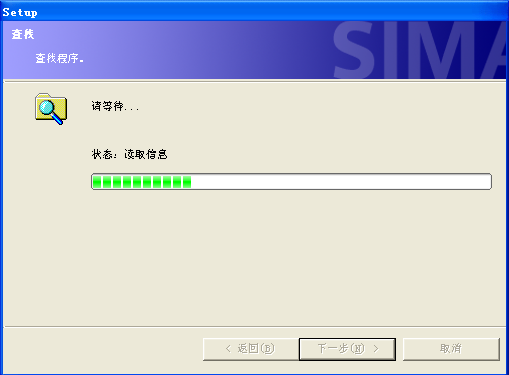 Setup
查找
查找程序。
SIMA
请等待...
状态: 读取信息
< 返回(B)
下一步(N) >
取消